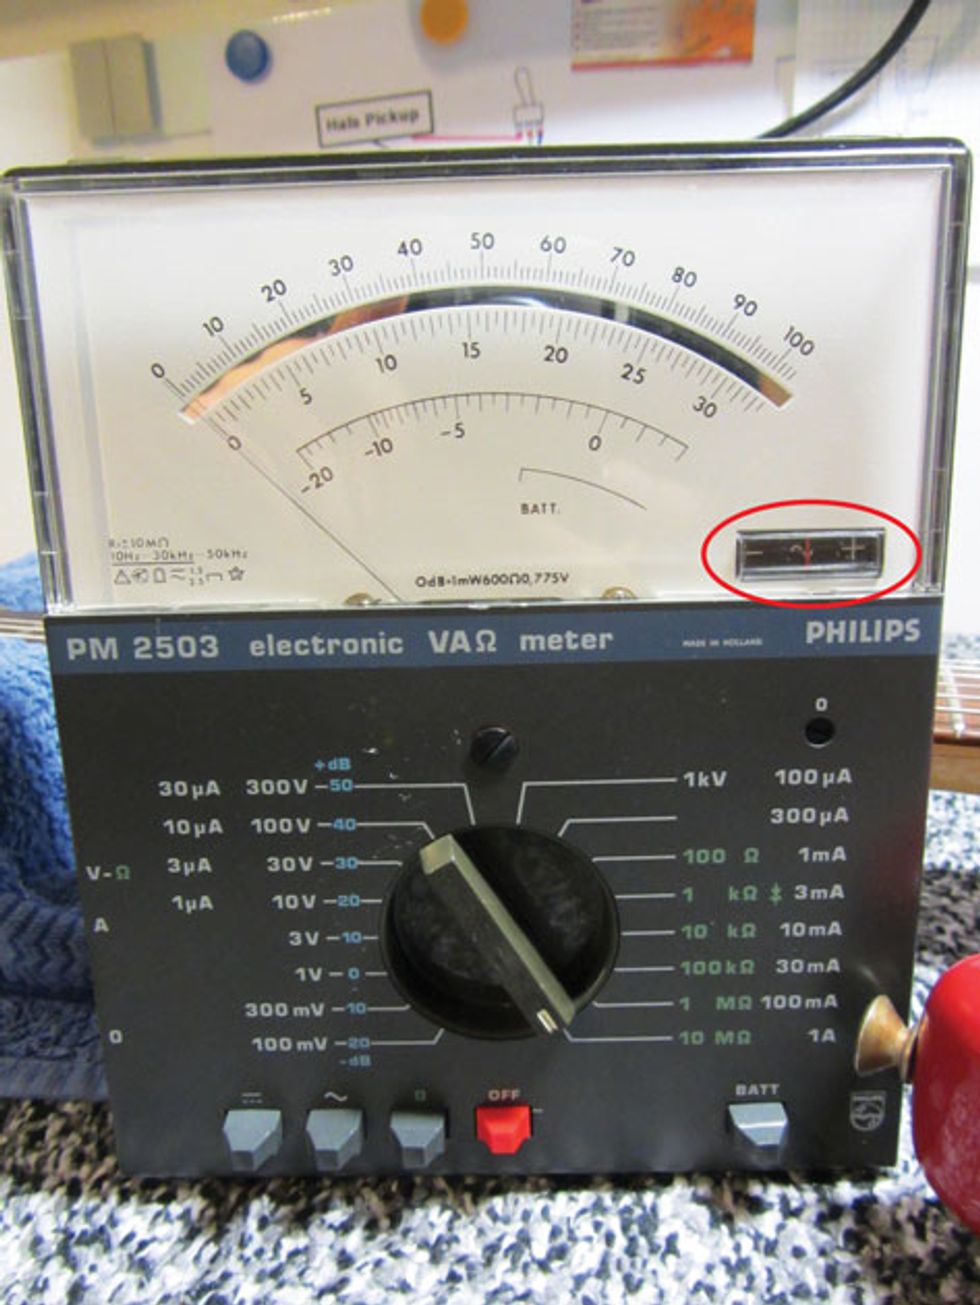 Hals Pickup
0 10 20 30 40 50 60 70 80 90 100
0 5 10 15 20 25 30
-20 -10 -5 0
BATT.
10Hz - 30kHz - 50kHz
0dB=1mW600Ω0,775V
− ~ +
PM 2503 electronic VAΩ meter MADE IN HOLLAND PHILIPS
0
+dB
30µA 300V -50 1kV 100µA
10µA 100V -40 300µA
V-Ω 3µA 30V -30 100 Ω 1mA
A 1µA 10V -20 1 kΩ 3mA
3V -10 10 kΩ 10mA
1V - 0 100kΩ 30mA
300mV -10 1 MΩ 100mA
0 100mV -20 10 MΩ 1A
-dB
~ Ω OFF BATT
PHILIPS